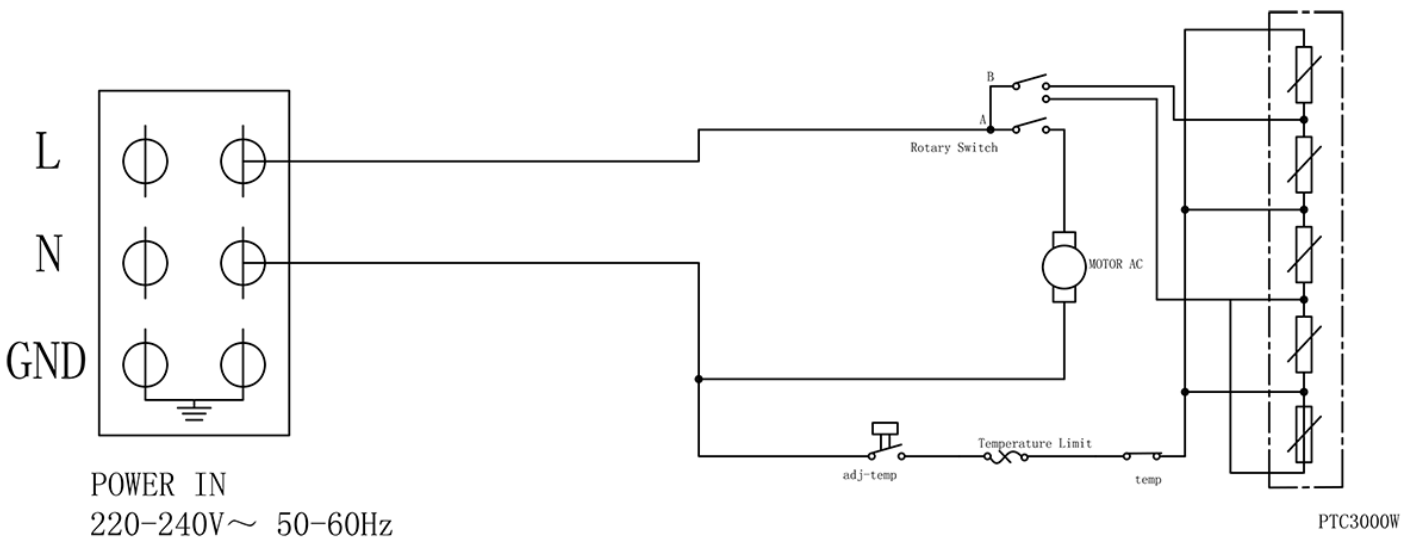 B
A
L
Rotary Switch
N
MOTOR AC
GND
Temperature Limit
adj-temp
temp
POWER IN
220-240V～ 50-60Hz
PTC3000W